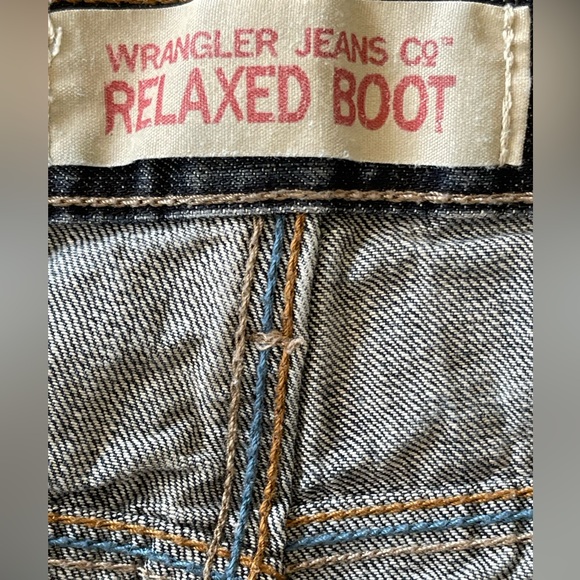 WRANGLER JEANS Co™
RELAXED BOOT